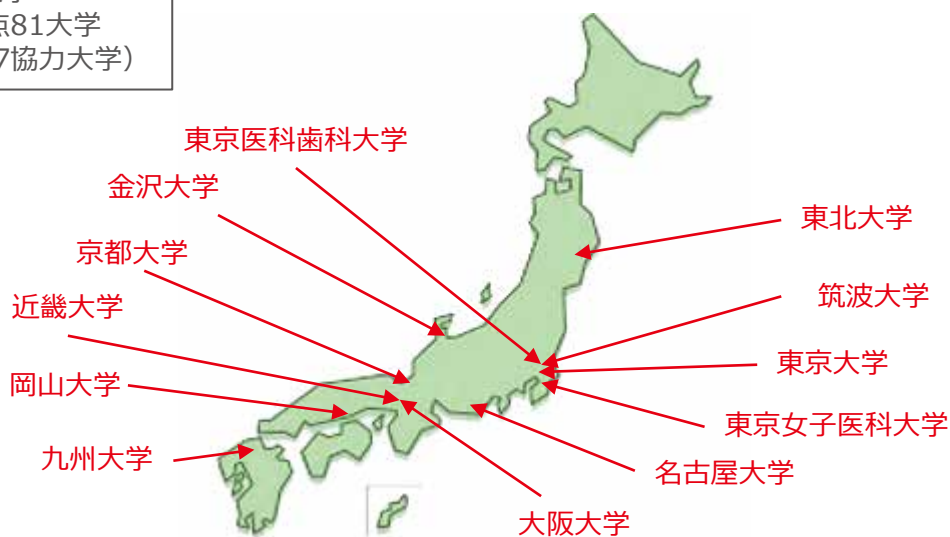 点81大学
7協力大学)
東京医科歯科大学
金沢大学
京都大学
近畿大学
岡山大学
九州大学
東北大学
筑波大学
東京大学
東京女子医科大学
名古屋大学
大阪大学